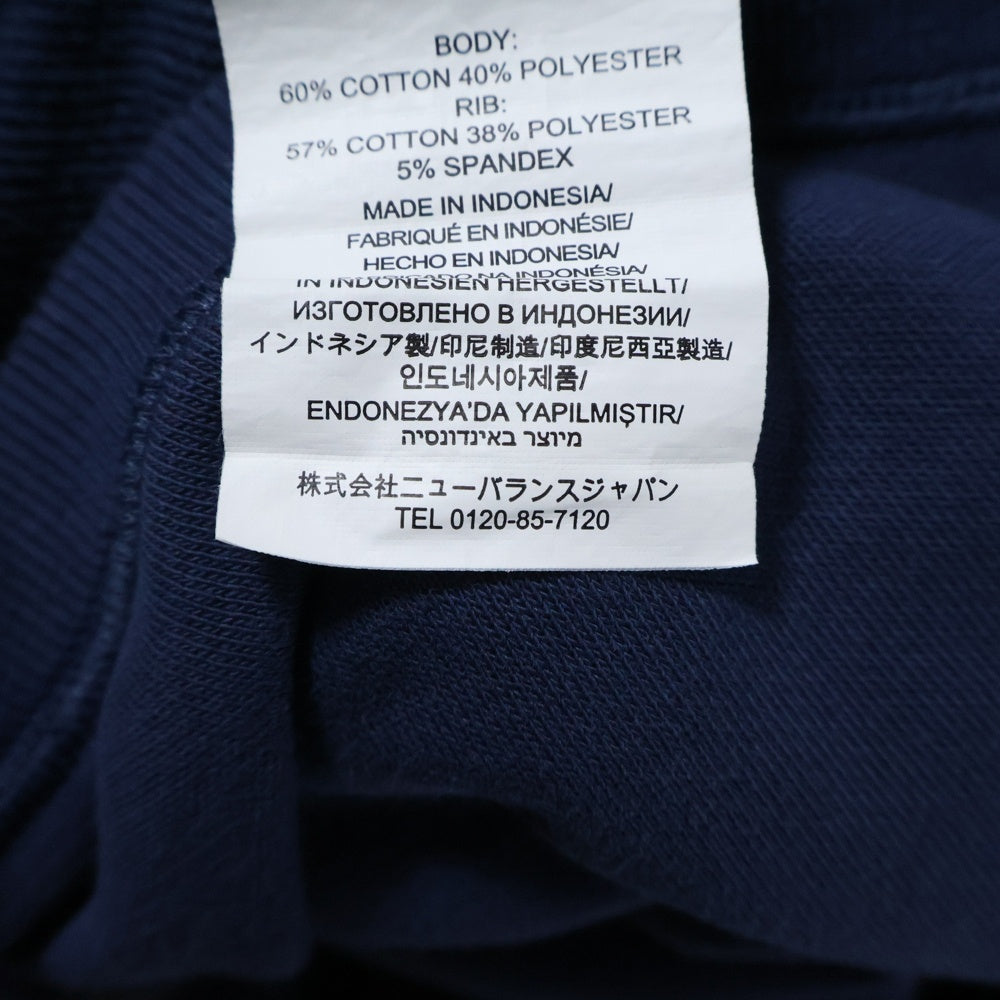 BODY:
60% COTTON 40% POLYESTER
RIB:
57% COTTON 38% POLYESTER
5% SPANDEX
MADE IN INDONESIA/
FABRIQUÉ EN INDONÉSIE/
HECHO EN INDONESIA/
NA INDONÉSIA/
IN INDONESIEN HERGESTELLT/
ИЗГОТОВЛЕНО В ИНДОНЕЗИИ/
インドネシア製/印尼制造/印度尼西亞製造/
인도네시아제품/
ENDONEZYA'DA YAPILMIŞTIR/
מיוצר באינדונסיה
株式会社ニューバランスジャパン
TEL 0120-85-7120